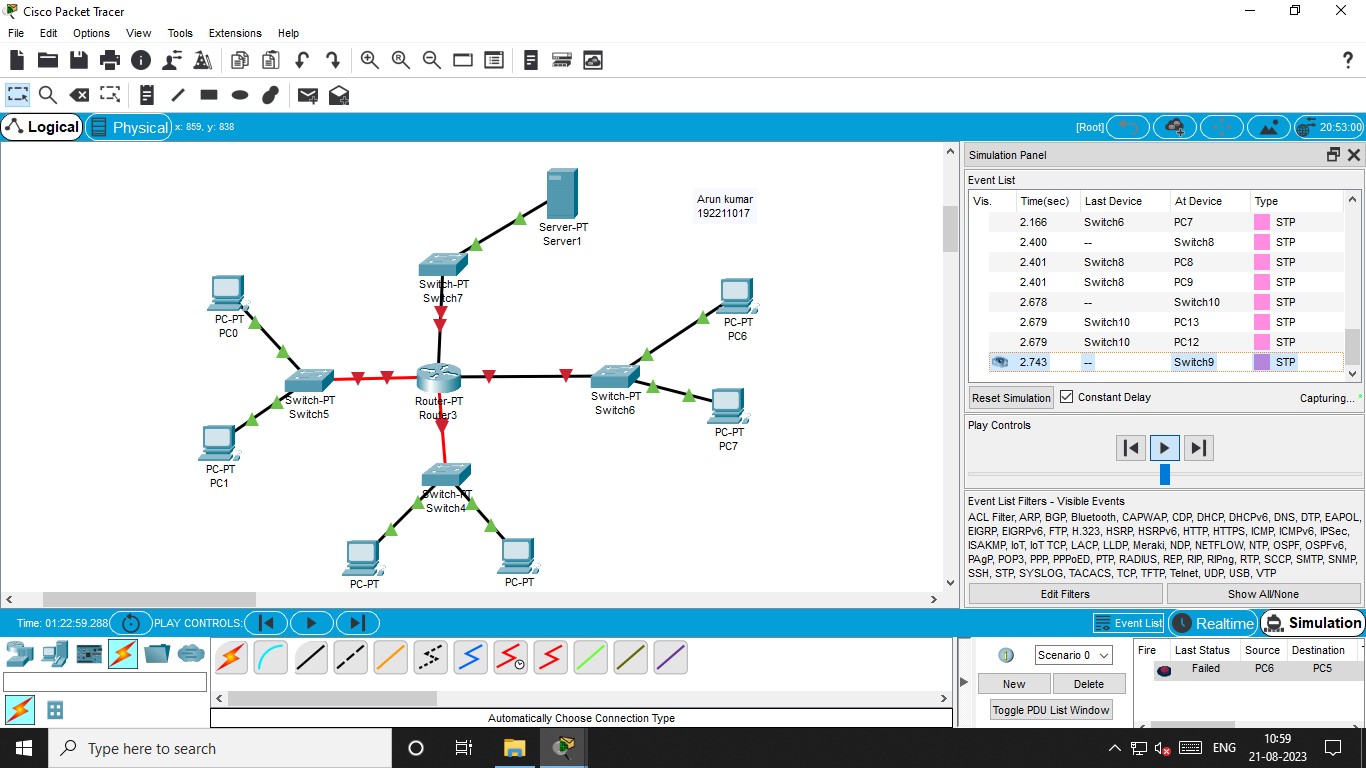 Cisco Packet Tracer
File Edit Options View Tools Extensions Help
Logical Physical x: 859, y: 838 [Root] 20:53:00
Server-PT
Server1
Arun kumar
192211017
Switch-PT
Switch7
PC-PT
PC0
PC-PT
PC6
Switch-PT
Switch5
Router-PT
Router3
Switch-PT
Switch6
PC-PT
PC7
PC-PT
PC1
Switch-PT
Switch4
PC-PT
PC-PT
Simulation Panel
Event List
Vis. Time(sec) Last Device At Device Type
2.166 Switch6 PC7 STP
2.400 -- Switch8 STP
2.401 Switch8 PC8 STP
2.401 Switch8 PC9 STP
2.678 -- Switch10 STP
2.679 Switch10 PC13 STP
2.679 Switch10 PC12 STP
2.743 -- Switch9 STP
Reset Simulation Constant Delay Capturing... *
Play Controls
Event List Filters - Visible Events
ACL Filter, ARP, BGP, Bluetooth, CAPWAP, CDP, DHCP, DHCPv6, DNS, DTP, EAPOL,
EIGRP, EIGRPv6, FTP, H.323, HSRP, HSRPv6, HTTP, HTTPS, ICMP, ICMPv6, IPSec,
ISAKMP, IoT, IoT TCP, LACP, LLDP, Meraki, NDP, NETFLOW, NTP, OSPF, OSPFv6,
PAgP, POP3, PPP, PPPoED, PTP, RADIUS, REP, RIP, RIPng, RTP, SCCP, SMTP, SNMP,
SSH, STP, SYSLOG, TACACS, TCP, TFTP, Telnet, UDP, USB, VTP
Edit Filters Show All/None
Time: 01:22:59.288 PLAY CONTROLS: Event List Realtime Simulation
Automatically Choose Connection Type
Scenario 0
New Delete
Toggle PDU List Window
Fire Last Status Source Destination T
Failed PC6 PC5
Type here to search
ENG
10:59
21-08-2023